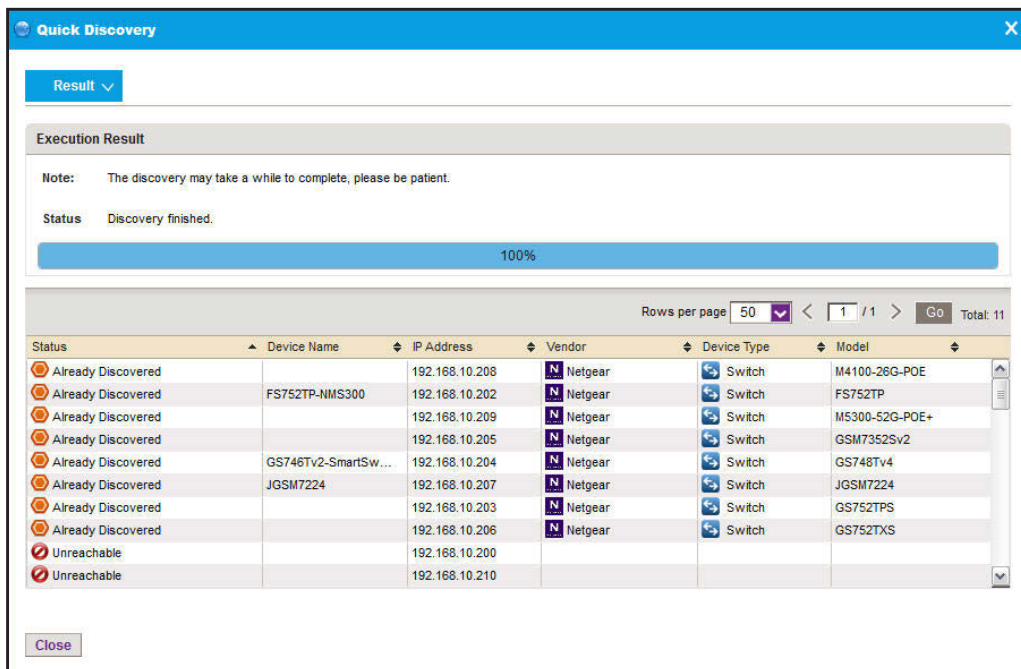 Quick Discovery X
Result
Execution Result
Note: The discovery may take a while to complete, please be patient.
Status Discovery finished.
100%
Rows per page 50 < 1 / 1 > Go Total: 11
Status Device Name IP Address Vendor Device Type Model
Already Discovered 192.168.10.208 N Netgear Switch M4100-26G-POE
Already Discovered FS752TP-NMS300 192.168.10.202 N Netgear Switch FS752TP
Already Discovered 192.168.10.209 N Netgear Switch M5300-52G-POE+
Already Discovered 192.168.10.205 N Netgear Switch GSM7352Sv2
Already Discovered GS746Tv2-SmartSw... 192.168.10.204 N Netgear Switch GS748Tv4
Already Discovered JGSM7224 192.168.10.207 N Netgear Switch JGSM7224
Already Discovered 192.168.10.203 N Netgear Switch GS752TPS
Already Discovered 192.168.10.206 N Netgear Switch GS752TXS
Unreachable 192.168.10.200
Unreachable 192.168.10.210
Close